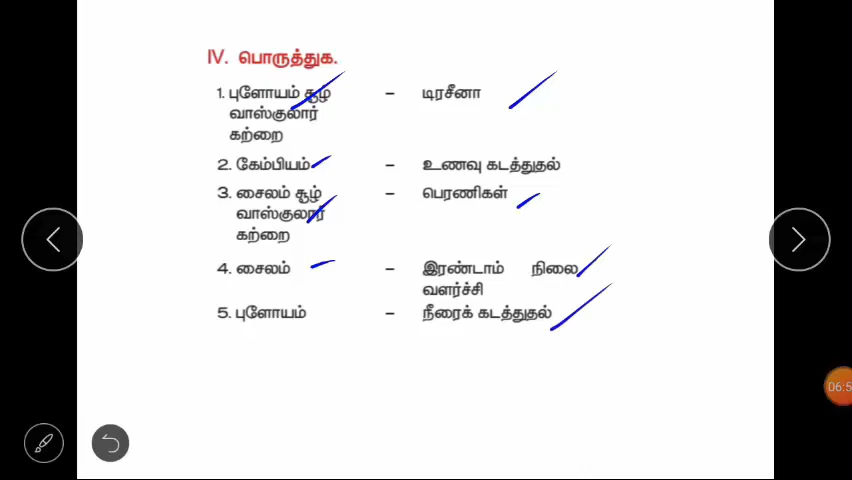 IV. பொருத்துக.
1. புளோயம் சூழ் – டிரசீனா
வாஸ்குலார்
கற்றை
2. கேம்பியம் – உணவு கடத்துதல்
3. சைலம் சூழ் – பெரணிகள்
வாஸ்குலார்
கற்றை
4. சைலம் – இரண்டாம் நிலை
வளர்ச்சி
5. புளோயம் – நீரைக் கடத்துதல்